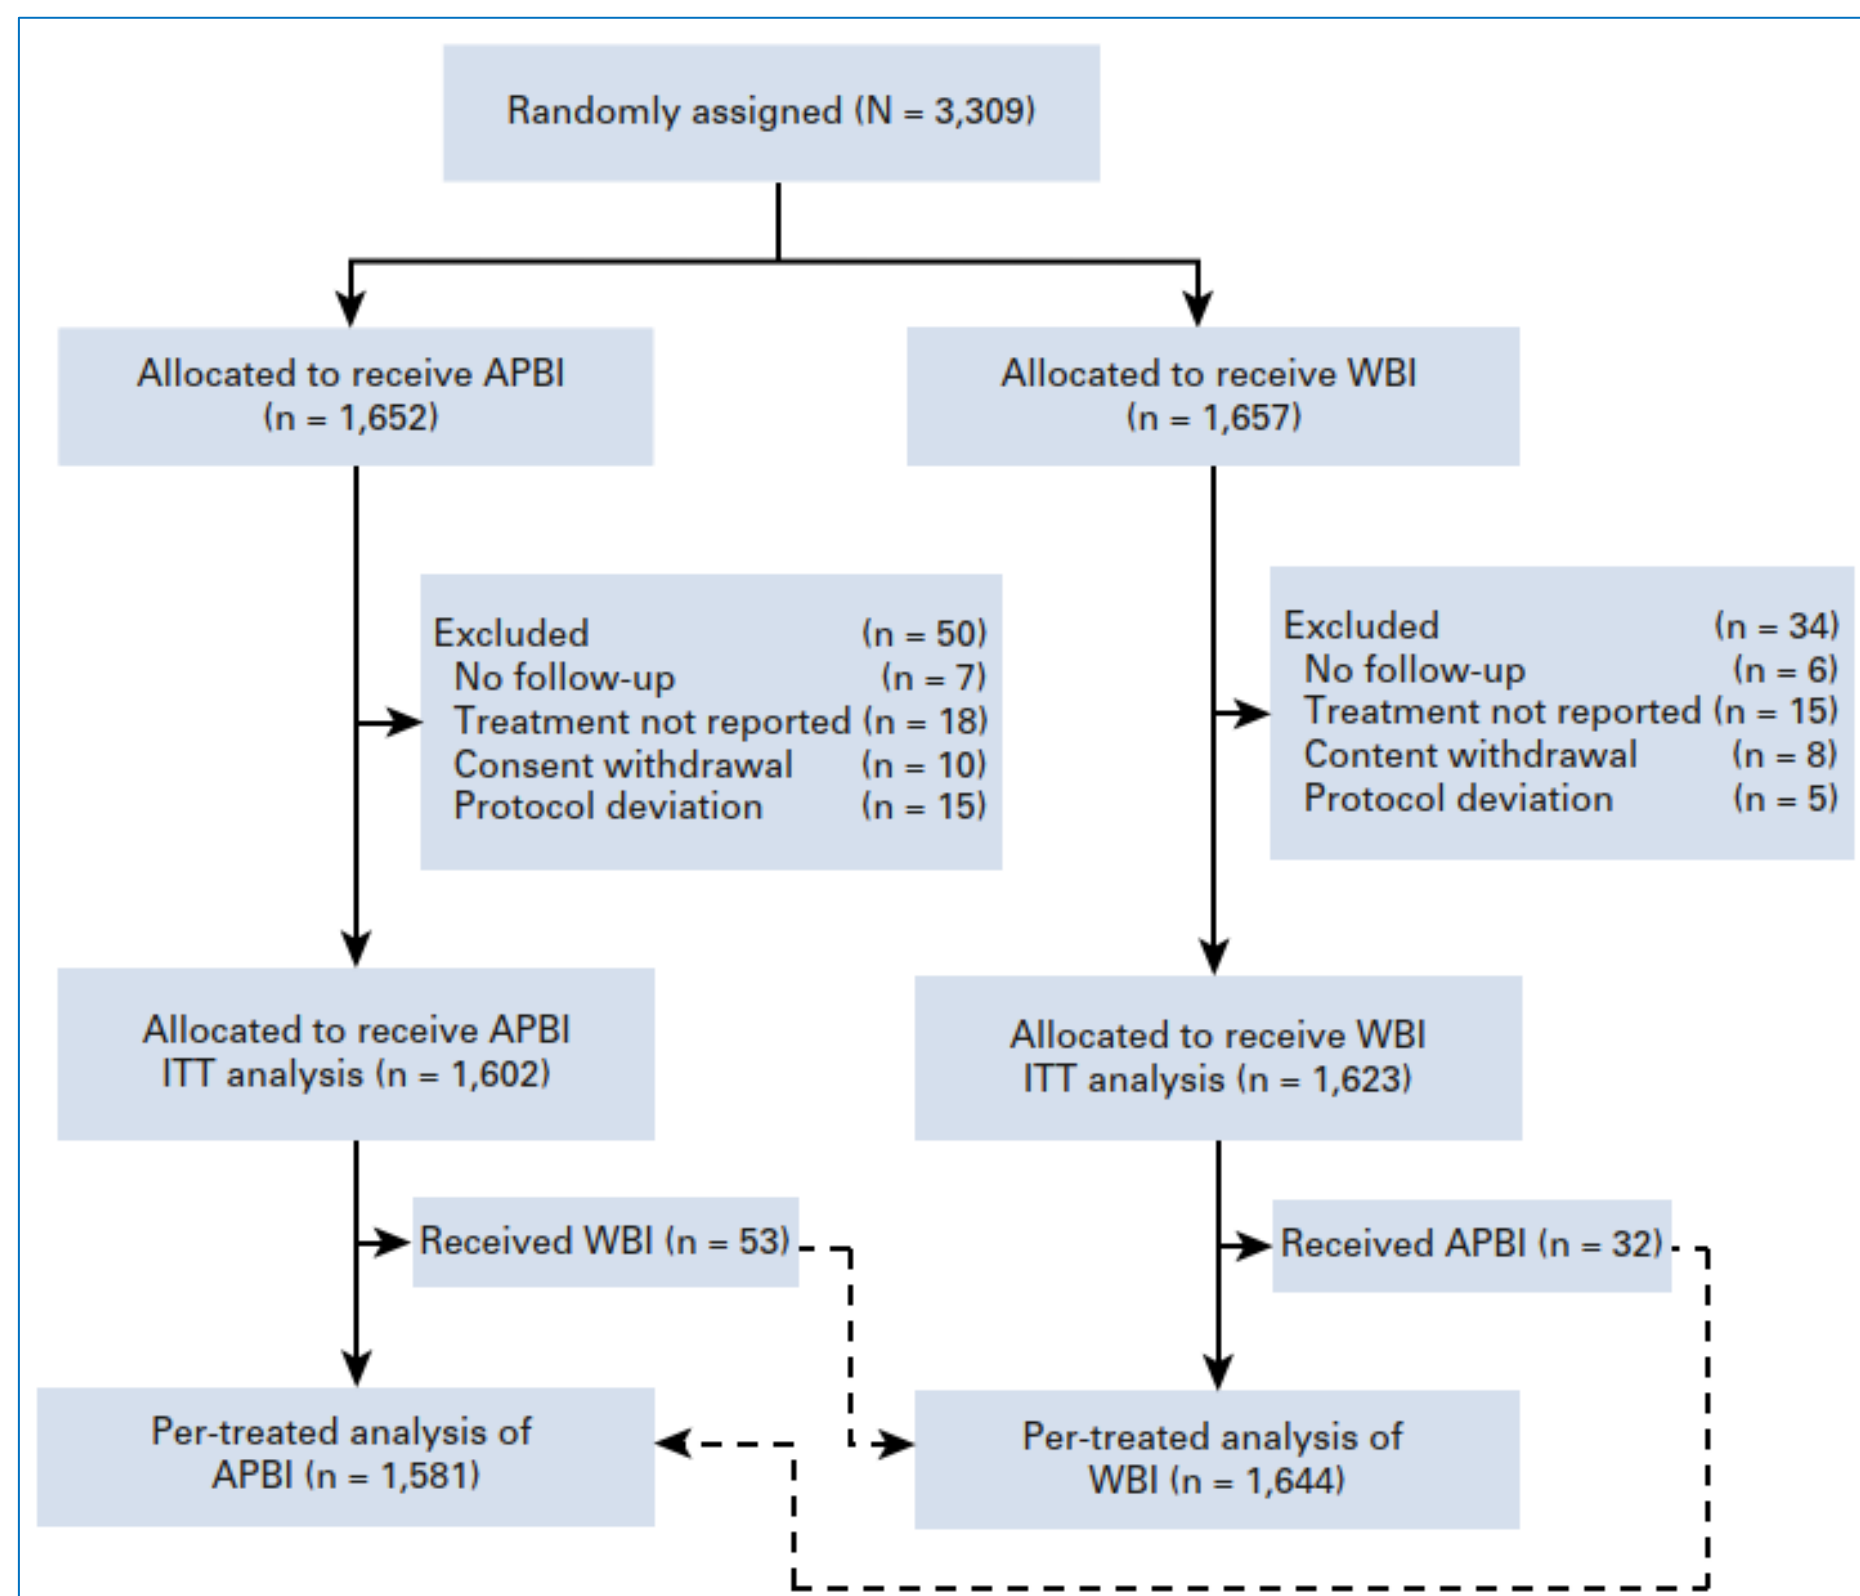 Randomly assigned (N = 3,309)
Allocated to receive APBI
(n = 1,652)
Allocated to receive WBI
(n = 1,657)
Excluded (n = 50)
No follow-up (n = 7)
Treatment not reported (n = 18)
Consent withdrawal (n = 10)
Protocol deviation (n = 15)
Excluded (n = 34)
No follow-up (n = 6)
Treatment not reported (n = 15)
Content withdrawal (n = 8)
Protocol deviation (n = 5)
Allocated to receive APBI
ITT analysis (n = 1,602)
Allocated to receive WBI
ITT analysis (n = 1,623)
Received WBI (n = 53)
Received APBI (n = 32)
Per-treated analysis of
APBI (n = 1,581)
Per-treated analysis of
WBI (n = 1,644)